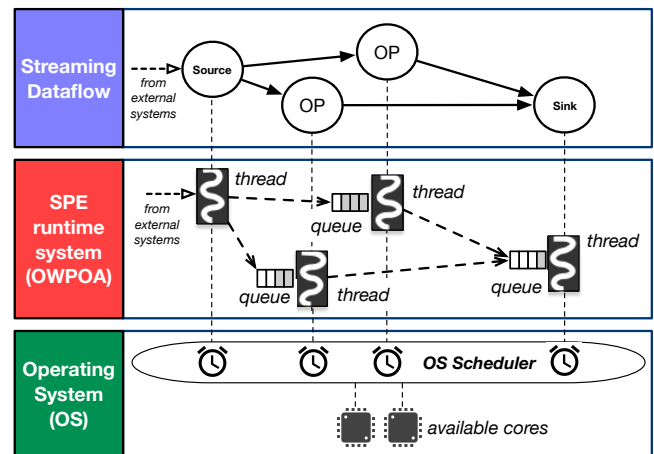 Streaming
Dataflow
from
external
systems
Source
OP
OP
Sink
SPE
runtime
system
(OWPOA)
from
external
systems
thread
thread
queue
queue
thread
queue
thread
Operating
System
(OS)
OS Scheduler
available cores